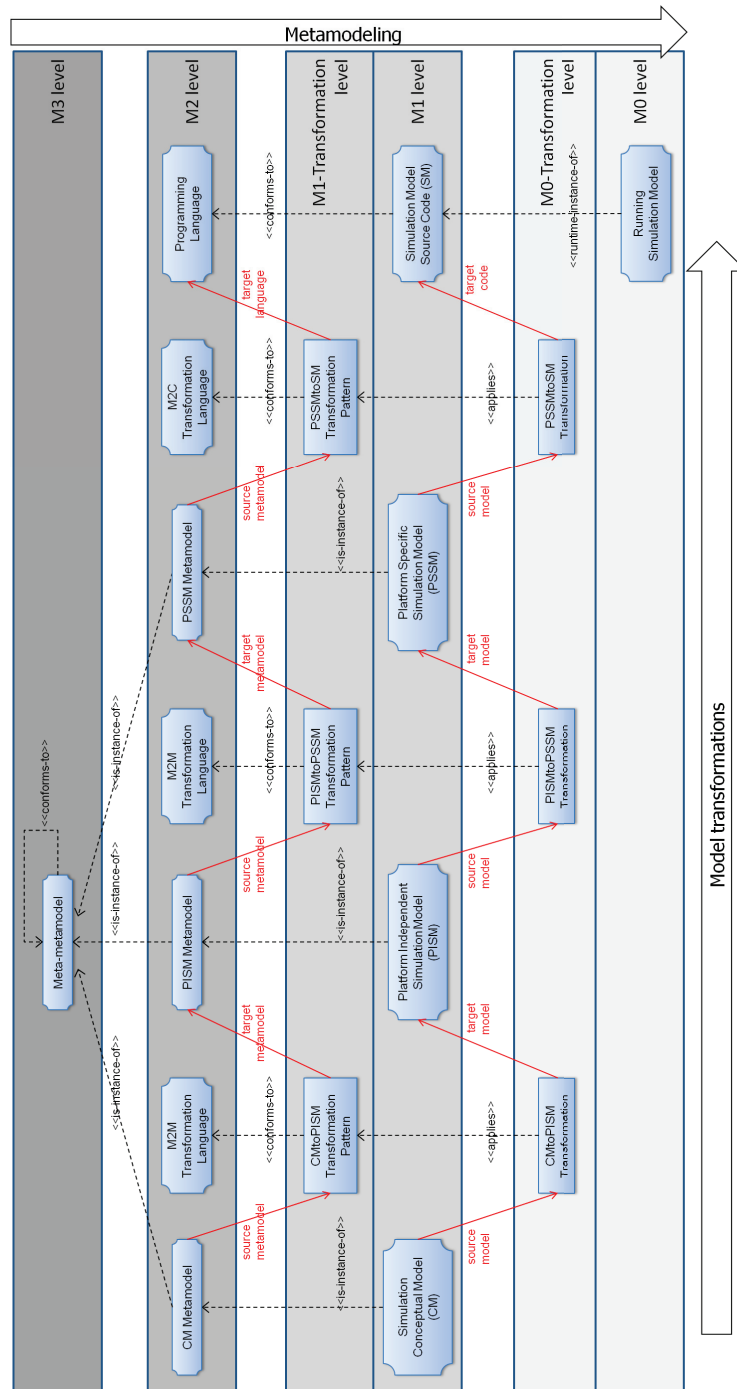 Metamodeling
M3 level
Meta-metamodel
<<conforms-to>>
<<is-instance-of>>
<<is-instance-of>>
<<is-instance-of>>
M2 level
CM Metamodel
M2M
Transformation
Language
PISM Metamodel
M2M
Transformation
Language
PSSM Metamodel
M2C
Transformation
Language
Programming
Language
source
metamodel
<<conforms-to>>
target
metamodel
source
metamodel
<<conforms-to>>
target
metamodel
source
metamodel
<<conforms-to>>
target
language
<<conforms-to>>
M1-Transformation
level
CMtoPISM
Transformation
Pattern
PISMtoPSSM
Transformation
Pattern
PSSMtoSM
Transformation
Pattern
<<is-instance-of>>
<<is-instance-of>>
<<is-instance-of>>
M1 level
Simulation
Conceptual Model
(CM)
Platform Independent
Simulation Model
(PISM)
Platform Specific
Simulation Model
(PSSM)
Simulation Model
Source Code (SM)
source
model
<<applies>>
target
model
source
model
<<applies>>
target
model
source
model
<<applies>>
target
code
<<runtime-instance-of>>
M0-Transformation
level
CMtoPISM
Transformation
PISMtoPSSM
Transformation
PSSMtoSM
Transformation
M0 level
Running
Simulation Model
Model transformations